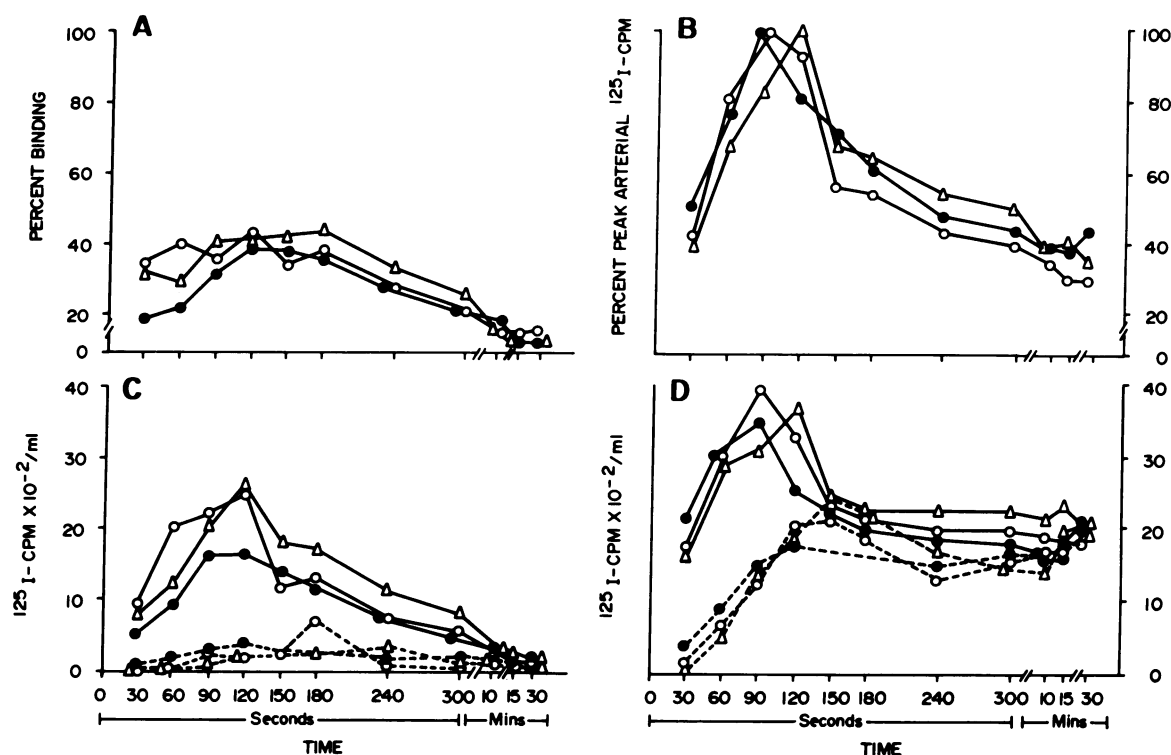 A
PERCENT BINDING
100
80
60
40
20
0
B
PERCENT PEAK ARTERIAL 125I-CPM
100
80
60
40
20
0
C
125I-CPM X10-2/ml
40
30
20
10
0
0 30 60 90 120 150 180 240 300 10 15 30
Seconds Mins
TIME
D
125I-CPM X10-2/ml
40
30
20
10
0
0 30 60 90 120 150 180 240 300 10 15 30
Seconds Mins
TIME